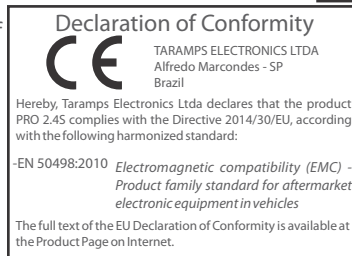 Declaration of Conformity
CE
TARAMPS ELECTRONICS LTDA
Alfredo Marcondes - SP
Brazil
Hereby, Taramps Electronics Ltda declares that the product
PRO 2.4S complies with the Directive 2014/30/EU, according
with the following harmonized standard:
-EN 50498:2010 Electromagnetic compatibility (EMC) -
Product family standard for aftermarket
electronic equipment in vehicles
The full text of the EU Declaration of Conformity is available at
the Product Page on Internet.